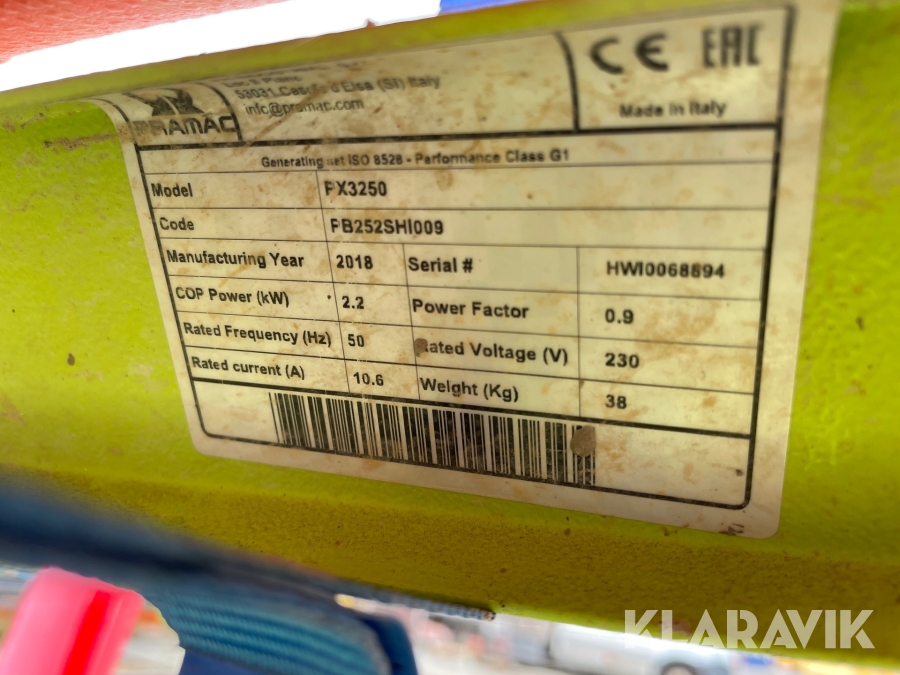 53031, Casole d'Elsa (SI) Italy
info@pramac.com
PRAMAC
CE EAC
Made in Italy
Generating set ISO 8528 - Performance Class G1
Model PX3250
Code PB252SHI009
Manufacturing Year 2018 Serial # HWI0068894
COP Power (kW) 2.2 Power Factor 0.9
Rated Frequency (Hz) 50 Rated Voltage (V) 230
Rated current (A) 10.6 Weight (Kg) 38
KLARAVIK